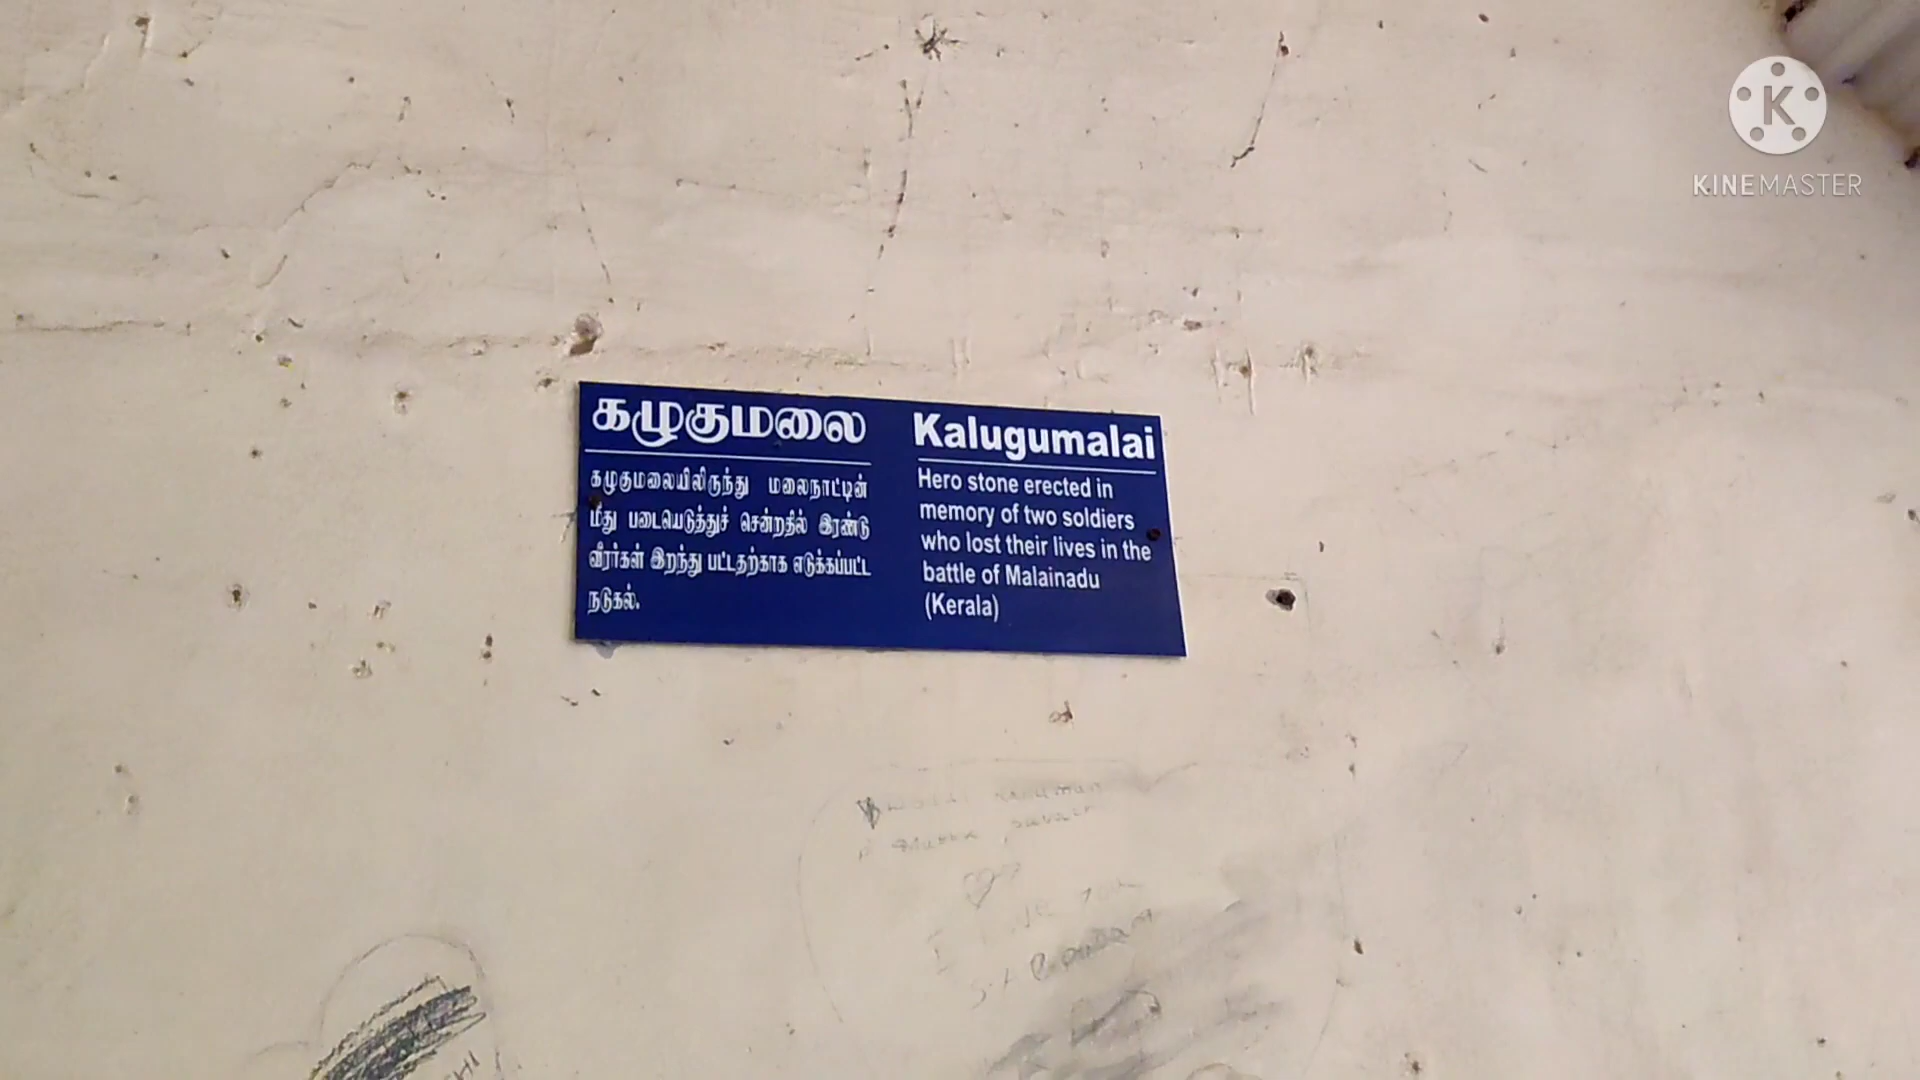 கழுகுமலை
கழுகுமலையிலிருந்து மலைநாட்டின்
மீது படையெடுத்துச் சென்றதில் இரண்டு
வீரர்கள் இறந்து பட்டதற்காக எடுக்கப்பட்ட
நடுகல்.
Kalugumalai
Hero stone erected in
memory of two soldiers
who lost their lives in the
battle of Malainadu
(Kerala)
K
KINEMASTER